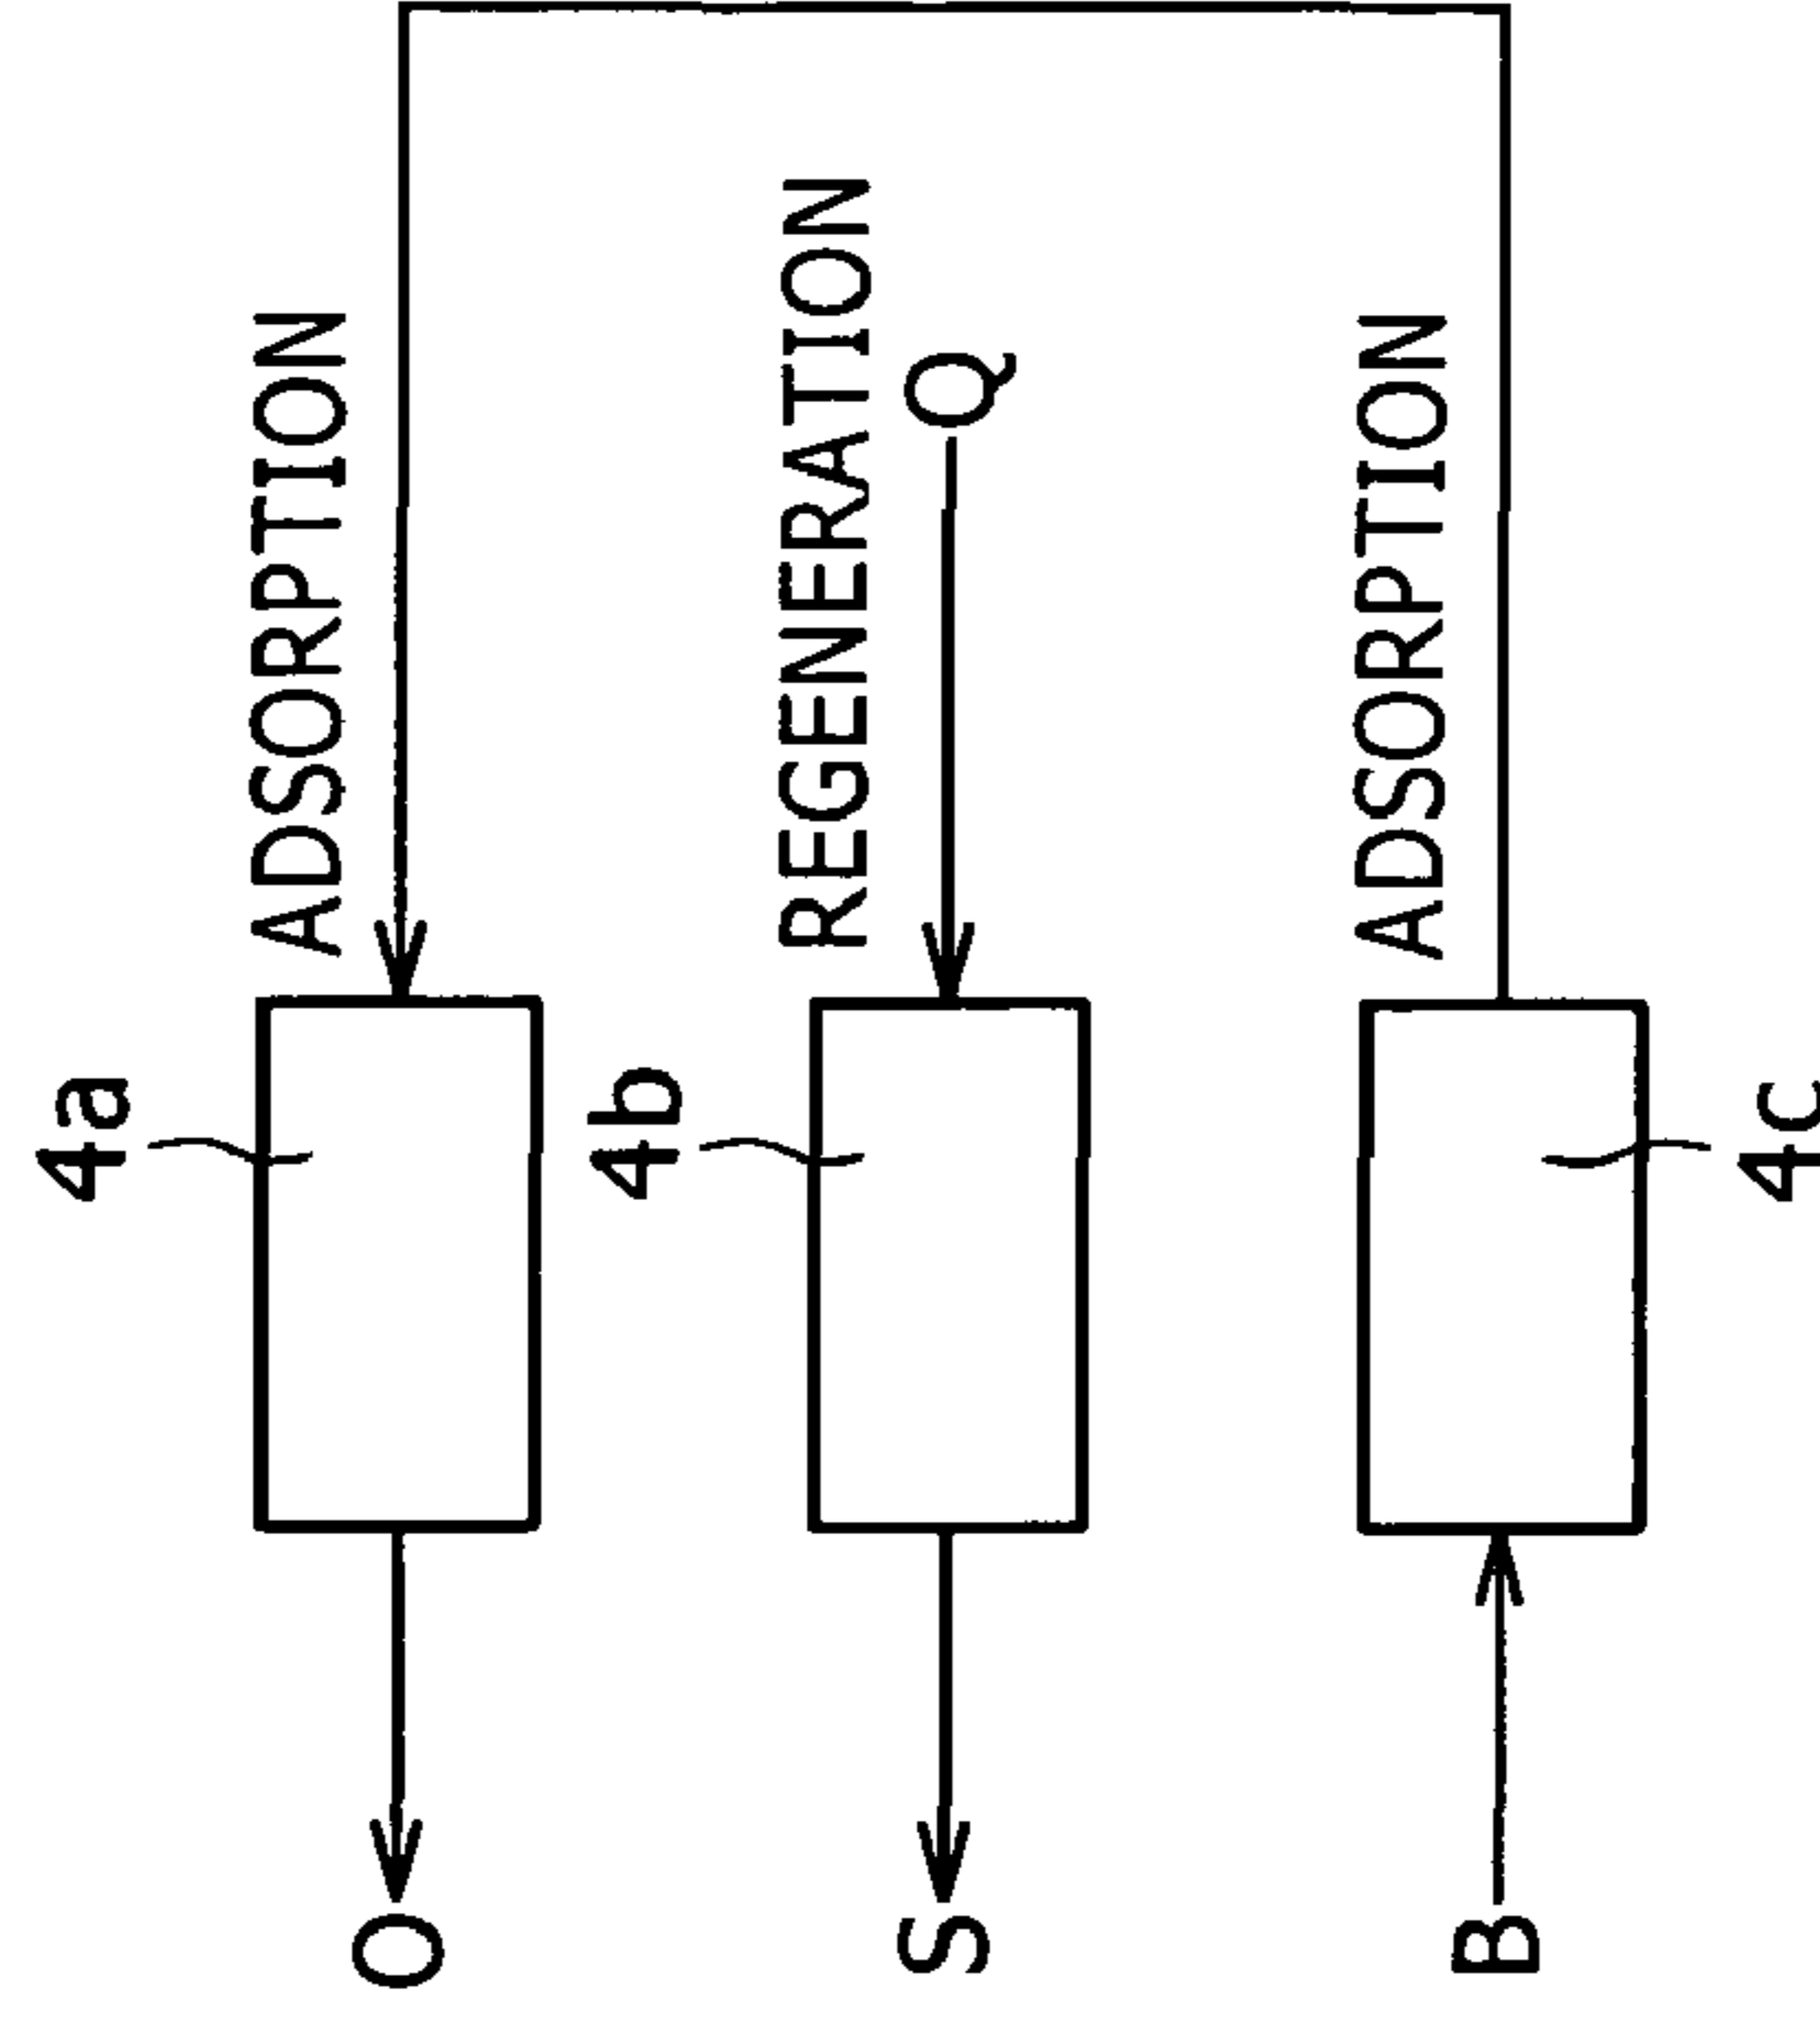 4a
ADSORPTION
O
4b
REGENERATION
Q
S
ADSORPTION
B
4c